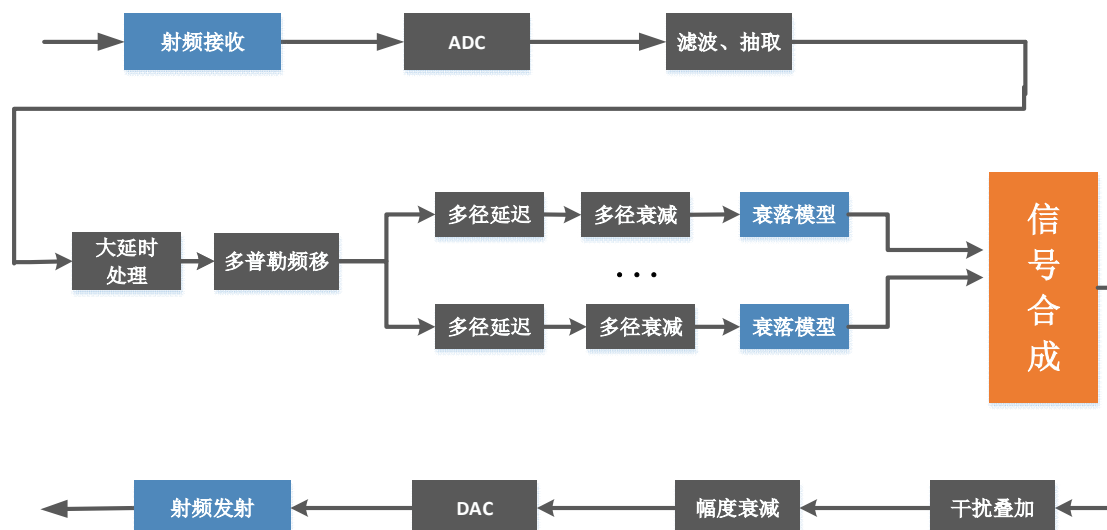 射频接收
ADC
滤波、抽取
大延时
处理
多普勒频移
多径延迟
多径衰减
衰落模型
...
多径延迟
多径衰减
衰落模型
信号合成
射频发射
DAC
幅度衰减
干扰叠加